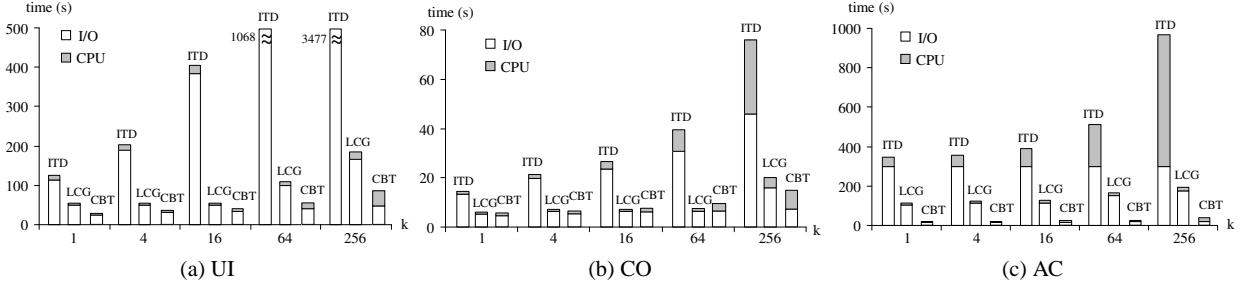 time (s)
500
400
300
200
100
0
I/O
CPU
ITD
LCG
CBT
ITD
LCG
CBT
ITD
LCG
CBT
ITD
1068
LCG
CBT
ITD
3477
LCG
CBT
1 4 16 64 256 k
(a) UI
time (s)
80
60
40
20
0
I/O
CPU
ITD
LCG CBT
ITD
LCG CBT
ITD
LCG CBT
ITD
LCG CBT
ITD
LCG
CBT
1 4 16 64 256 k
(b) CO
time (s)
1000
800
600
400
200
0
I/O
CPU
ITD
LCG
CBT
ITD
LCG
CBT
ITD
LCG
CBT
ITD
LCG
CBT
ITD
LCG
CBT
1 4 16 64 256 k
(c) AC